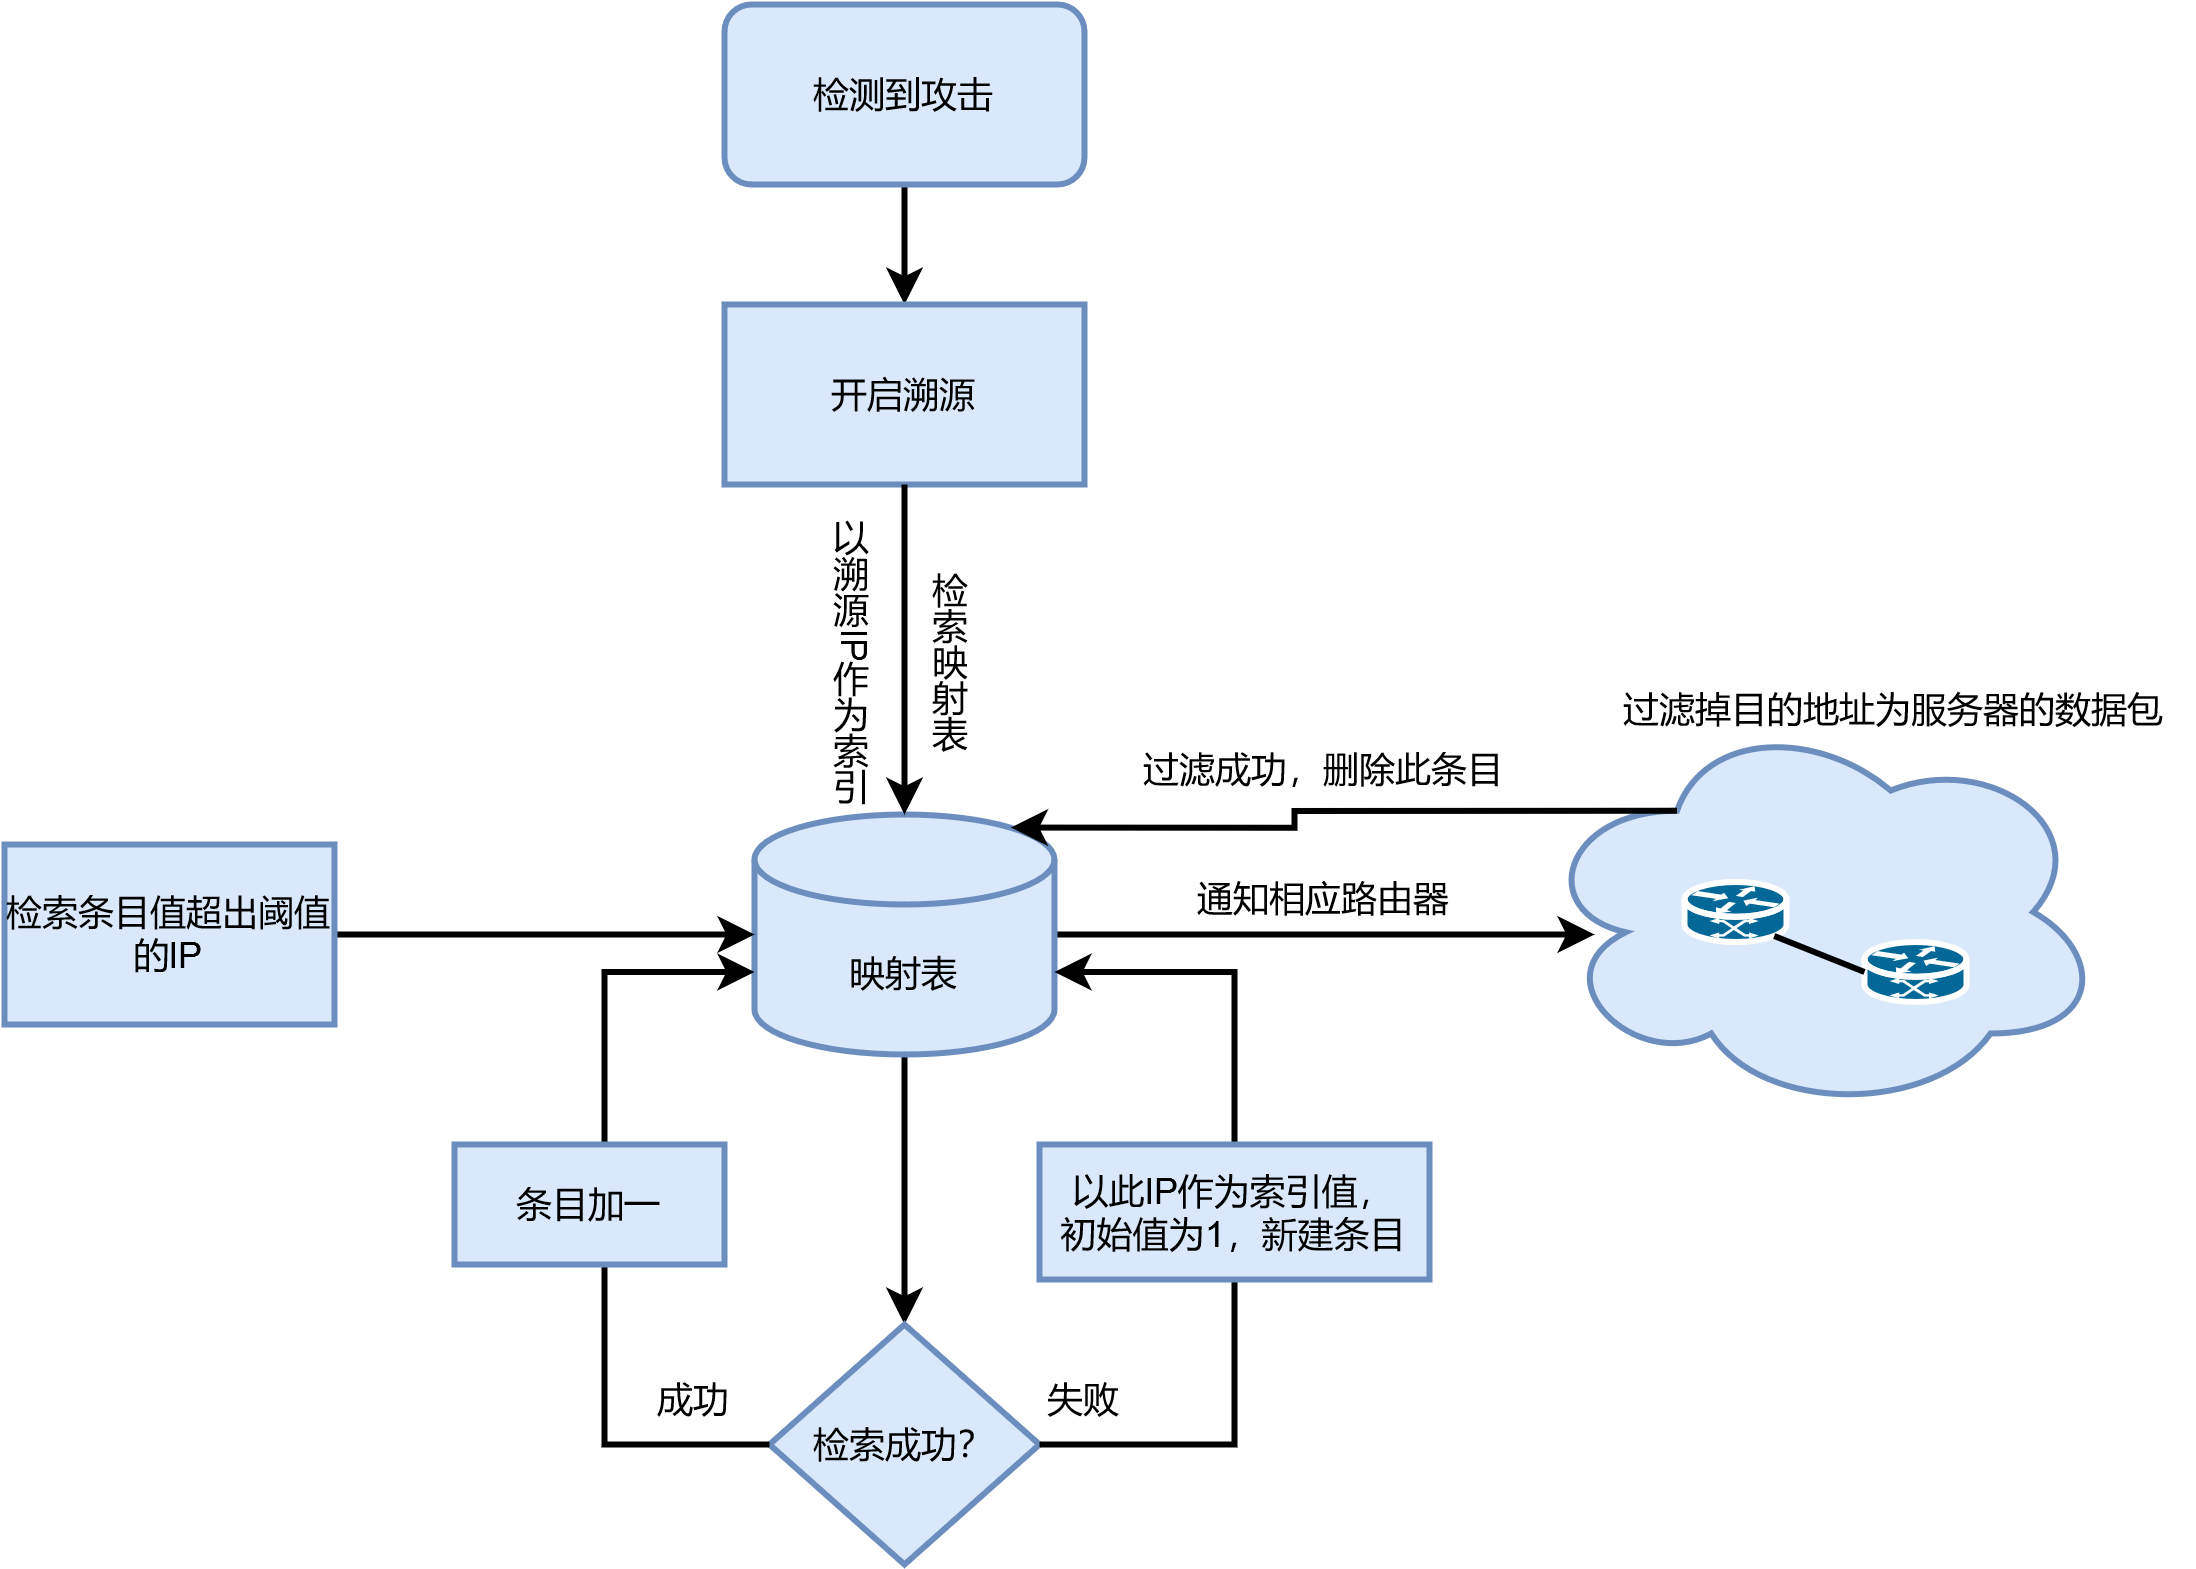 检测到攻击
开启溯源
以溯源IP作为索引
检索映射表
过滤掉目的地址为服务器的数据包
过滤成功，删除此条目
检索条目值超出阈值
的IP
通知相应路由器
映射表
条目加一
以此IP作为索引值，
初始值为1，新建条目
成功
失败
检索成功？